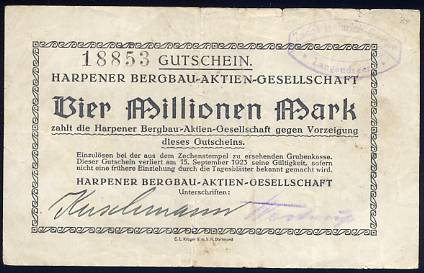 18853 GUTSCHEIN.
HARPENER BERGBAU-AKTIEN-GESELLSCHAFT
Vier Millionen Mark
zahlt die Harpener Bergbau-Aktien-Gesellschaft gegen Vorzeigung
dieses Gutscheins.
Einzulösen bei der aus dem Zechenstempel zu ersehenden Grubenkasse.
Dieser Gutschein verliert am 15. September 1923 seine Gültigkeit, sofern
nicht eine frühere Einziehung durch die Tagesblätter bekannt gemacht wird.
HARPENER BERGBAU-AKTIEN-GESELLSCHAFT
Unterschriften:
C. L. Krüger G. m. b. H. Dortmund